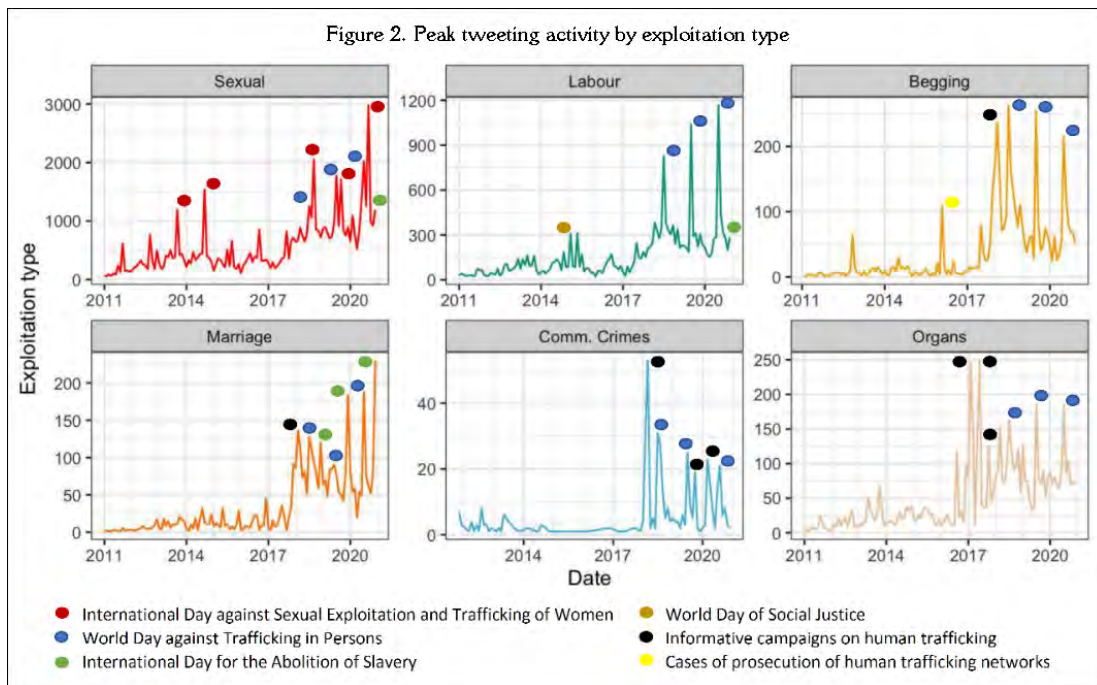 Figure 2. Peak tweeting activity by exploitation type
Sexual
Labour
Begging
3000
2000
1000
0
2011 2014 2017 2020
1200
900
600
300
0
2011 2014 2017 2020
200
100
0
2011 2014 2017 2020
Exploitation type
Marriage
Comm. Crimes
Organs
200
150
100
50
0
2011 2014 2017 2020
40
20
0
2014 2017 2020
250
200
150
100
50
0
2011 2014 2017 2020
Date
International Day against Sexual Exploitation and Trafficking of Women
World Day against Trafficking in Persons
International Day for the Abolition of Slavery
World Day of Social Justice
Informative campaigns on human trafficking
Cases of prosecution of human trafficking networks